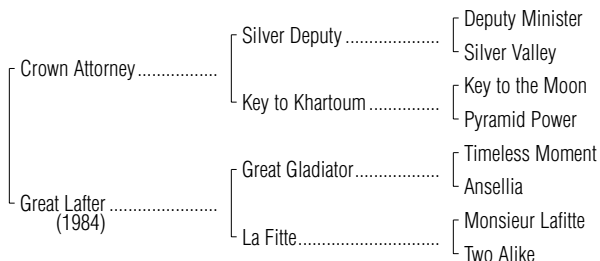 Deputy Minister
Silver Deputy ................
Silver Valley
Crown Attorney .................
Key to the Moon
Key to Khartoum ...............
Pyramid Power
Timeless Moment
Great Gladiator ..................
Ansellia
Great Lafter .......................
(1984)
Monsieur Lafitte
La Fitte ..............................
Two Alike